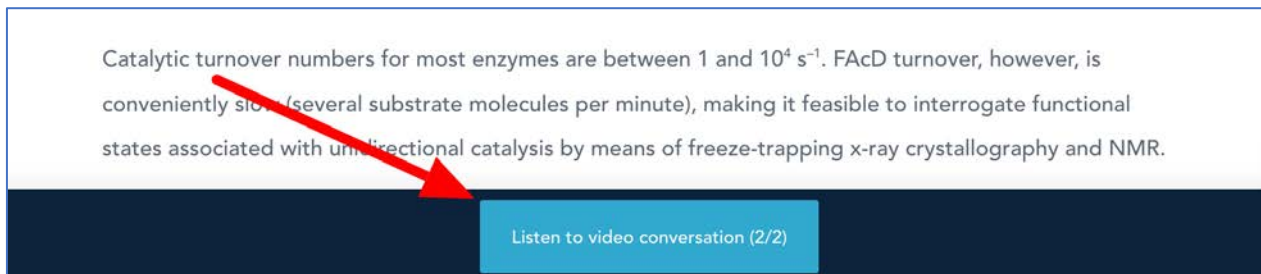 Catalytic turnover numbers for most enzymes are between 1 and 10⁴ s⁻¹. FAcD turnover, however, is
conveniently slow (several substrate molecules per minute), making it feasible to interrogate functional
states associated with unidirectional catalysis by means of freeze-trapping x-ray crystallography and NMR.
Listen to video conversation (2/2)